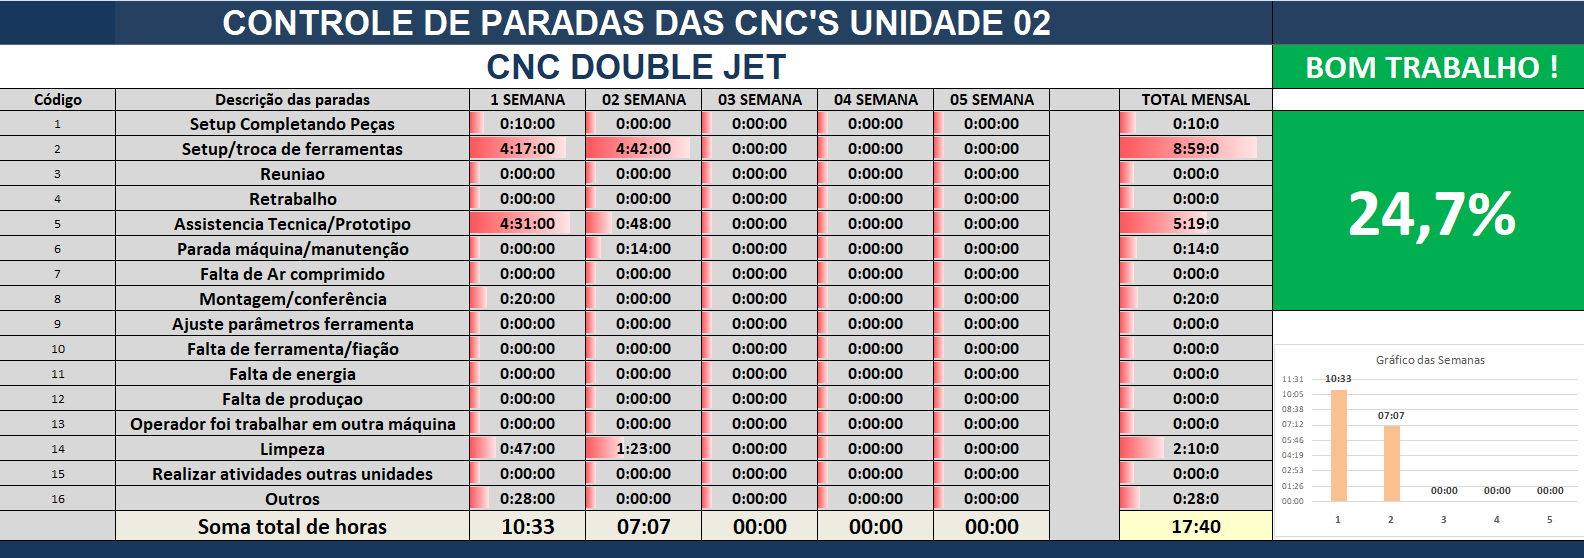 CONTROLE DE PARADAS DAS CNC'S UNIDADE 02
CNC DOUBLE JET BOM TRABALHO !
Código Descrição das paradas 1 SEMANA 02 SEMANA 03 SEMANA 04 SEMANA 05 SEMANA TOTAL MENSAL
1 Setup Completando Peças 0:10:00 0:00:00 0:00:00 0:00:00 0:00:00 0:10:0
2 Setup/troca de ferramentas 4:17:00 4:42:00 0:00:00 0:00:00 0:00:00 8:59:0
3 Reuniao 0:00:00 0:00:00 0:00:00 0:00:00 0:00:00 0:00:0
4 Retrabalho 0:00:00 0:00:00 0:00:00 0:00:00 0:00:00 0:00:0
5 Assistencia Tecnica/Prototipo 4:31:00 0:48:00 0:00:00 0:00:00 0:00:00 5:19:0
6 Parada máquina/manutenção 0:00:00 0:14:00 0:00:00 0:00:00 0:00:00 0:14:0
7 Falta de Ar comprimido 0:00:00 0:00:00 0:00:00 0:00:00 0:00:00 0:00:0
8 Montagem/conferência 0:20:00 0:00:00 0:00:00 0:00:00 0:00:00 0:20:0
9 Ajuste parâmetros ferramenta 0:00:00 0:00:00 0:00:00 0:00:00 0:00:00 0:00:0
10 Falta de ferramenta/fiação 0:00:00 0:00:00 0:00:00 0:00:00 0:00:00 0:00:0
11 Falta de energia 0:00:00 0:00:00 0:00:00 0:00:00 0:00:00 0:00:0
12 Falta de produçao 0:00:00 0:00:00 0:00:00 0:00:00 0:00:00 0:00:0
13 Operador foi trabalhar em outra máquina 0:00:00 0:00:00 0:00:00 0:00:00 0:00:00 0:00:0
14 Limpeza 0:47:00 1:23:00 0:00:00 0:00:00 0:00:00 2:10:0
15 Realizar atividades outras unidades 0:00:00 0:00:00 0:00:00 0:00:00 0:00:00 0:00:0
16 Outros 0:28:00 0:00:00 0:00:00 0:00:00 0:00:00 0:28:0
Soma total de horas 10:33 07:07 00:00 00:00 00:00 17:40
24,7%
Gráfico das Semanas
11:31 10:33
10:05
08:38
07:12 07:07
05:46
04:19
02:53
01:26 00:00 00:00 00:00
00:00
1 2 3 4 5